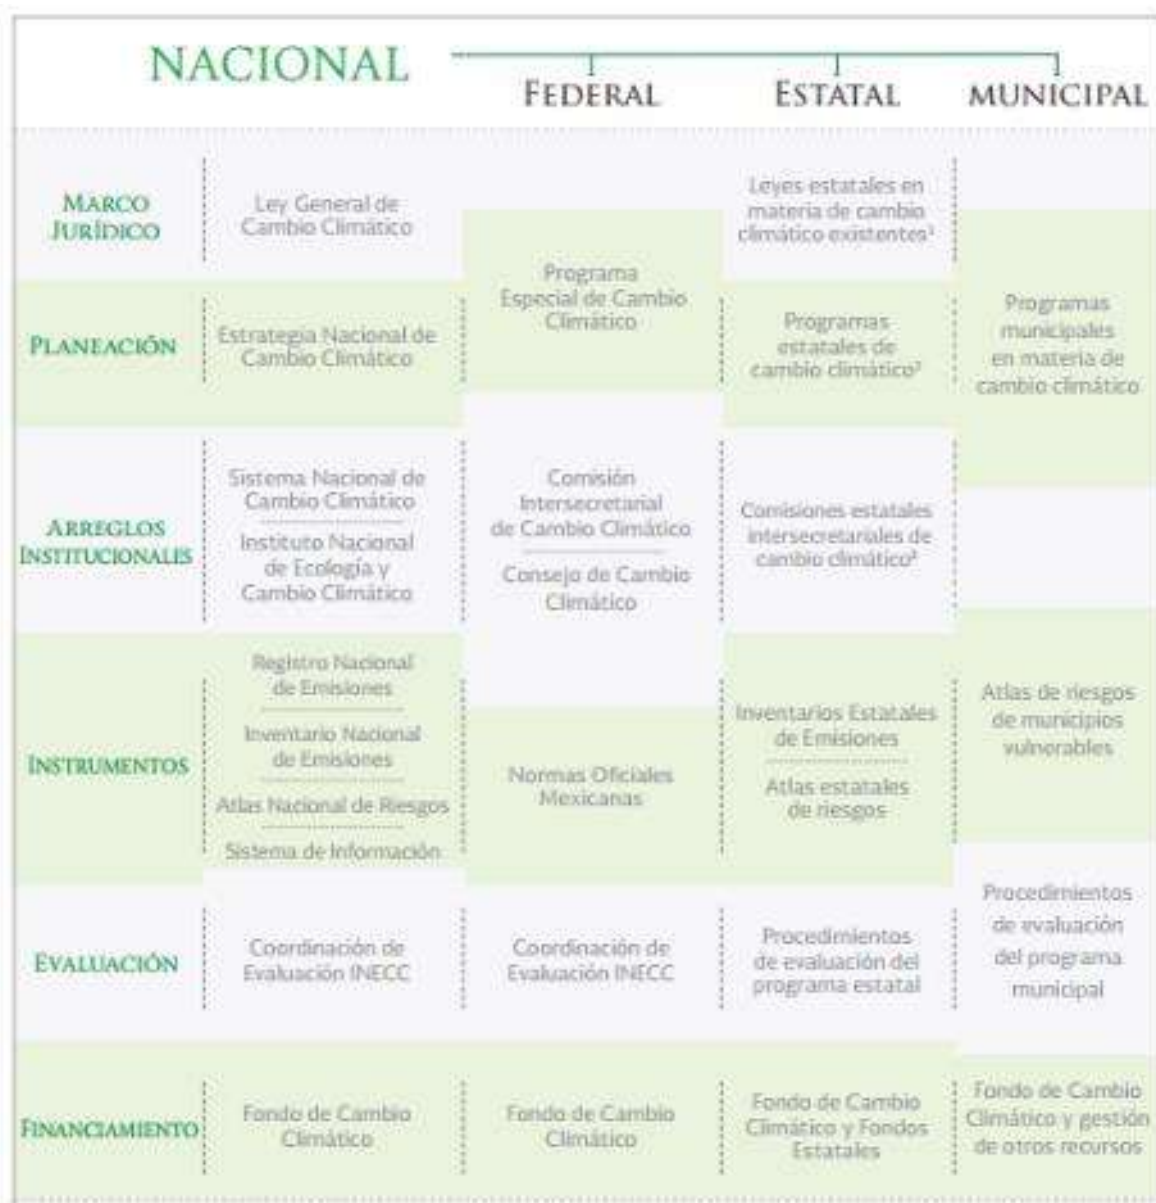 NACIONAL
FEDERAL
ESTATAL
MUNICIPAL
MARCO
JURÍDICO
Ley General de
Cambio Climático
Leyes estatales en
materia de cambio
climático existentes¹
Programa
Especial de Cambio
Climático
PLANEACIÓN
Estrategia Nacional de
Cambio Climático
Programas
estatales de
cambio climático²
Programas
municipales
en materia de
cambio climático
ARREGLOS
INSTITUCIONALES
Sistema Nacional de
Cambio Climático
Instituto Nacional
de Ecología y
Cambio Climático
Comisión
Intersecretarial
de Cambio Climático
Consejo de Cambio
Climático
Comisiones estatales
intersecretariales de
cambio climático³
INSTRUMENTOS
Registro Nacional
de Emisiones
Inventario Nacional
de Emisiones
Atlas Nacional de Riesgos
Sistema de Información
Normas Oficiales
Mexicanas
Inventarios Estatales
de Emisiones
Atlas estatales
de riesgos
Atlas de riesgos
de municipios
vulnerables
EVALUACIÓN
Coordinación de
Evaluación INECC
Coordinación de
Evaluación INECC
Procedimientos
de evaluación del
programa estatal
Procedimientos
de evaluación
del programa
municipal
FINANCIAMIENTO
Fondo de Cambio
Climático
Fondo de Cambio
Climático
Fondo de Cambio
Climático y Fondos
Estatales
Fondo de Cambio
Climático y gestión
de otros recursos